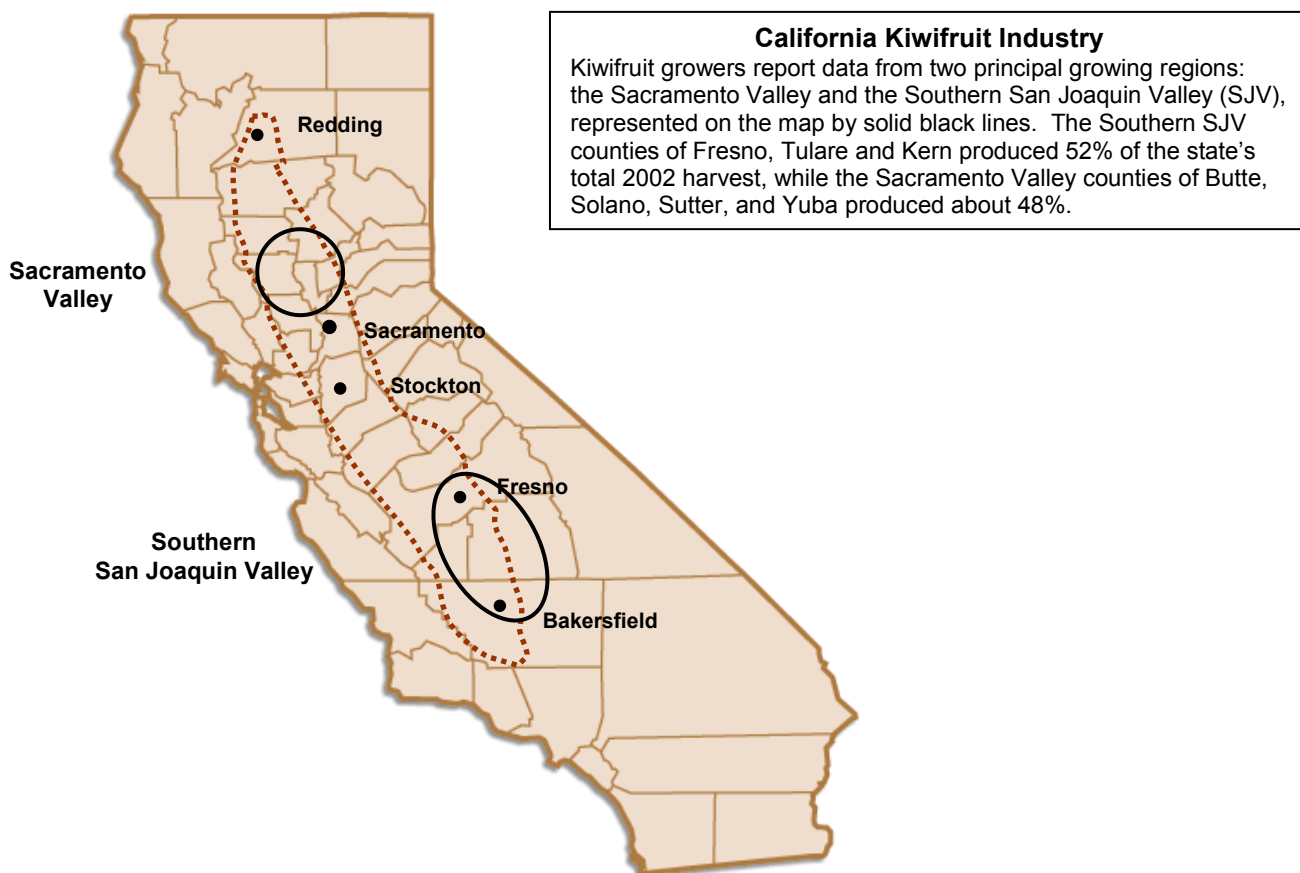 California Kiwifruit Industry
Kiwifruit growers report data from two principal growing regions:
the Sacramento Valley and the Southern San Joaquin Valley (SJV),
represented on the map by solid black lines.  The Southern SJV
counties of Fresno, Tulare and Kern produced 52% of the state's
total 2002 harvest, while the Sacramento Valley counties of Butte,
Solano, Sutter, and Yuba produced about 48%.
Redding
Sacramento
Valley
Sacramento
Stockton
Fresno
Southern
San Joaquin Valley
Bakersfield